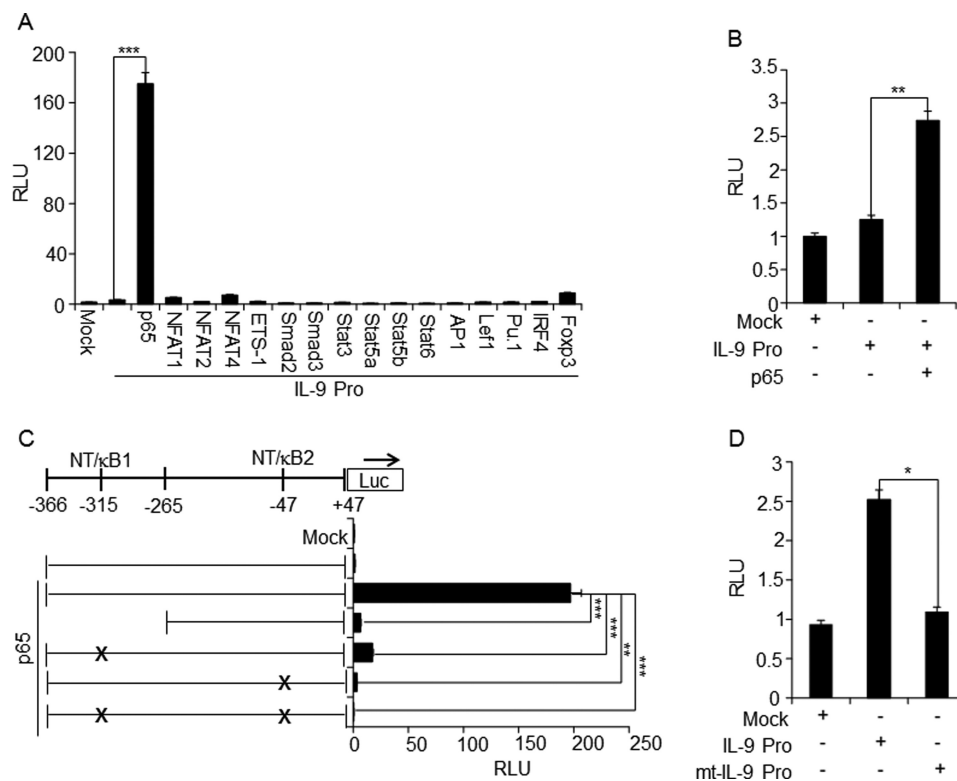 A
***
200
160
120
80
40
0
RLU
Mock
p65
NFAT1
NFAT2
NFAT4
ETS-1
Smad2
Smad3
Stat3
Stat5a
Stat5b
Stat6
AP1
Lef1
Pu.1
IRF4
Foxp3
IL-9 Pro
B
3.5
3
2.5
2
1.5
1
0.5
0
RLU
**
Mock + - -
IL-9 Pro - + +
p65 - - +
C
NT/κB1 NT/κB2
Luc
-366 -315 -265 -47 +47
Mock
p65
X
X
X X
***
***
**
***
0 50 100 150 200 250
RLU
D
3
2.5
2
1.5
1
0.5
0
RLU
*
Mock + - -
IL-9 Pro - + -
mt-IL-9 Pro - - +